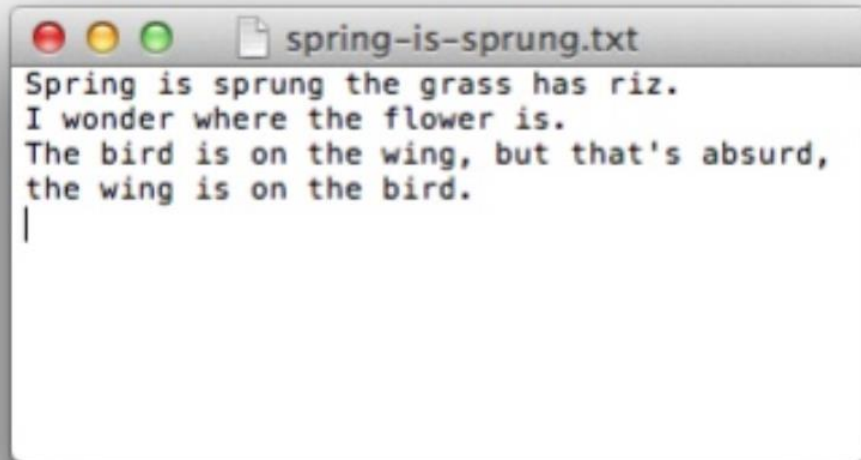 spring-is-sprung.txt
Spring is sprung the grass has riz.
I wonder where the flower is.
The bird is on the wing, but that's absurd,
the wing is on the bird.